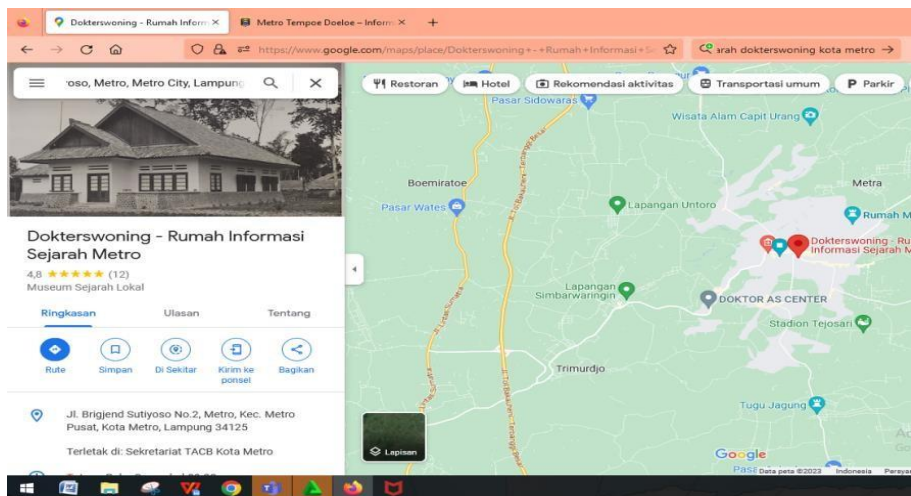 Dokterswoning - Rumah Inform
Metro Tempoe Doeloe – Inform
https://www.google.com/maps/place/Dokterswoning+-+Rumah+Informasi+S
arah dokterswoning kota metro
oso, Metro, Metro City, Lampung
Restoran
Hotel
Rekomendasi aktivitas
Transportasi umum
P Parkir
Dokterswoning - Rumah Informasi
Sejarah Metro
4,8 ★★★★★ (12)
Museum Sejarah Lokal
Ringkasan
Ulasan
Tentang
Rute
Simpan
Di Sekitar
Kirim ke
ponsel
Bagikan
Jl. Brigjend Sutiyoso No.2, Metro, Kec. Metro
Pusat, Kota Metro, Lampung 34125
Terletak di: Sekretariat TACB Kota Metro
Pasar Sidowaras
Wisata Alam Capit Urang
Boemiratoe
Metra
Pasar Wates
Lapangan Untoro
Rumah M
Dokterswoning - Ru
Informasi Sejarah M
Lapangan
Simbarwaringin
DOKTOR AS CENTER
Stadion Tejosari
Trimurdjo
Tugu Jagung
Lapisan
Google
Data peta ©2023
Indonesia